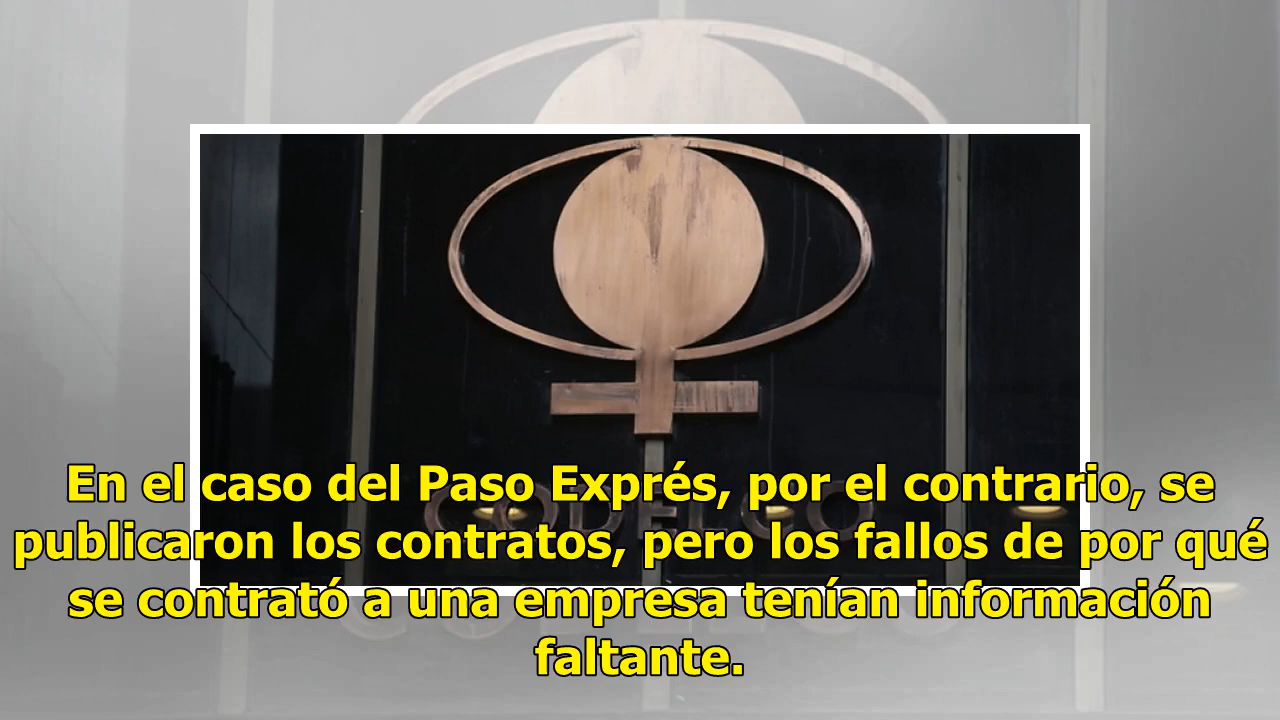 CODELCO
En el caso del Paso Exprés, por el contrario, se
publicaron los contratos, pero los fallos de por qué
se contrató a una empresa tenían información
faltante.